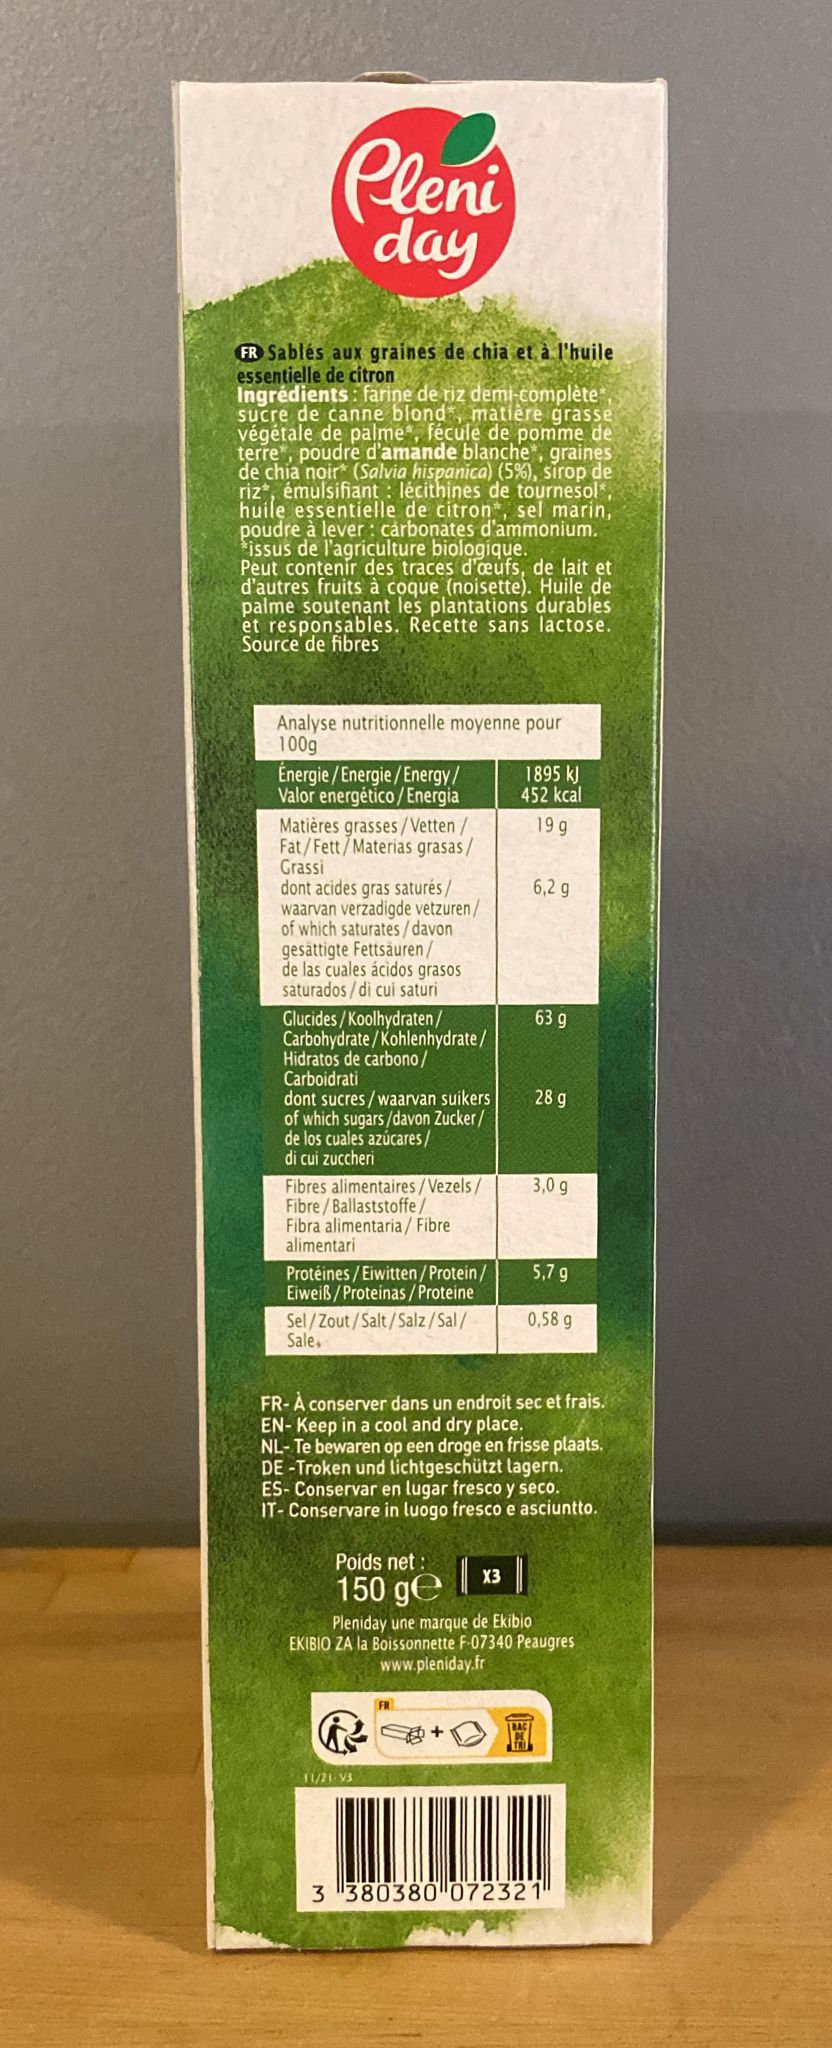 Pleni
day
FR Sablés aux graines de chia et à l'huile
essentielle de citron
Ingrédients : farine de riz demi-complète*,
sucre de canne blond*, matière grasse
végétale de palme*, fécule de pomme de
terre*, poudre d'amande blanche*, graines
de chia noir* (Salvia hispanica) (5%), sirop de
riz*, émulsifiant : lécithines de tournesol*,
huile essentielle de citron*, sel marin,
poudre à lever : carbonates d'ammonium.
*issus de l'agriculture biologique.
Peut contenir des traces d'œufs, de lait et
d'autres fruits à coque (noisette). Huile de
palme soutenant les plantations durables
et responsables. Recette sans lactose.
Source de fibres
Analyse nutritionnelle moyenne pour
100g
Énergie / Energie / Energy / 1895 kJ
Valor energético / Energia 452 kcal
Matières grasses / Vetten / 19 g
Fat / Fett / Materias grasas /
Grassi
dont acides gras saturés / 6,2 g
waarvan verzadigde vetzuren /
of which saturates / davon
gesättigte Fettsäuren /
de las cuales ácidos grasos
saturados / di cui saturi
Glucides / Koolhydraten / 63 g
Carbohydrate / Kohlenhydrate /
Hidratos de carbono /
Carboidrati
dont sucres / waarvan suikers 28 g
of which sugars /davon Zucker /
de los cuales azúcares /
di cui zuccheri
Fibres alimentaires / Vezels / 3,0 g
Fibre / Ballaststoffe /
Fibra alimentaria / Fibre
alimentari
Protéines / Eiwitten / Protein / 5,7 g
Eiweiß / Proteínas / Proteine
Sel / Zout / Salt / Salz / Sal / 0,58 g
Sale
FR- À conserver dans un endroit sec et frais.
EN- Keep in a cool and dry place.
NL- Te bewaren op een droge en frisse plaats.
DE -Troken und lichtgeschützt lagern.
ES- Conservar en lugar fresco y seco.
IT- Conservare in luogo fresco e asciuntto.
Poids net :
150 g℮ X3
Pleniday une marque de Ekibio
EKIBIO ZA la Boissonnette F-07340 Peaugres
www.pleniday.fr
FR
+
BAC
DE
TRI
11/21- V3
3 380380 072321